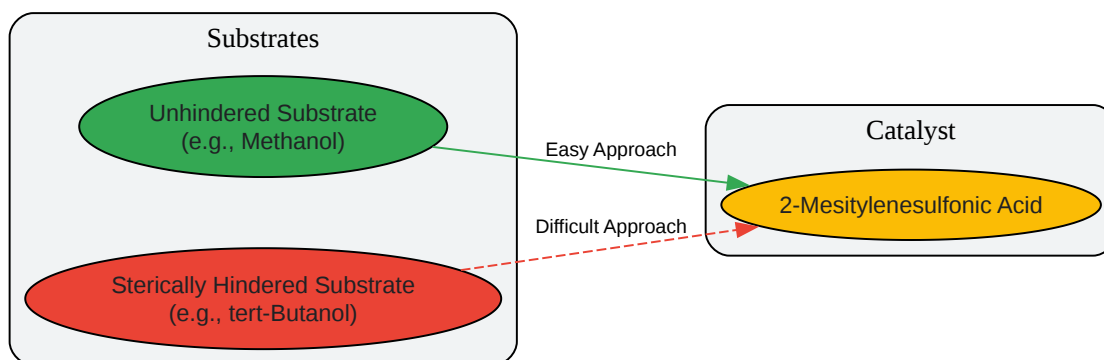 Substrates
Unhindered Substrate
(e.g., Methanol)
Sterically Hindered Substrate
(e.g., tert-Butanol)
Easy Approach
Difficult Approach
Catalyst
2-Mesitylenesulfonic Acid